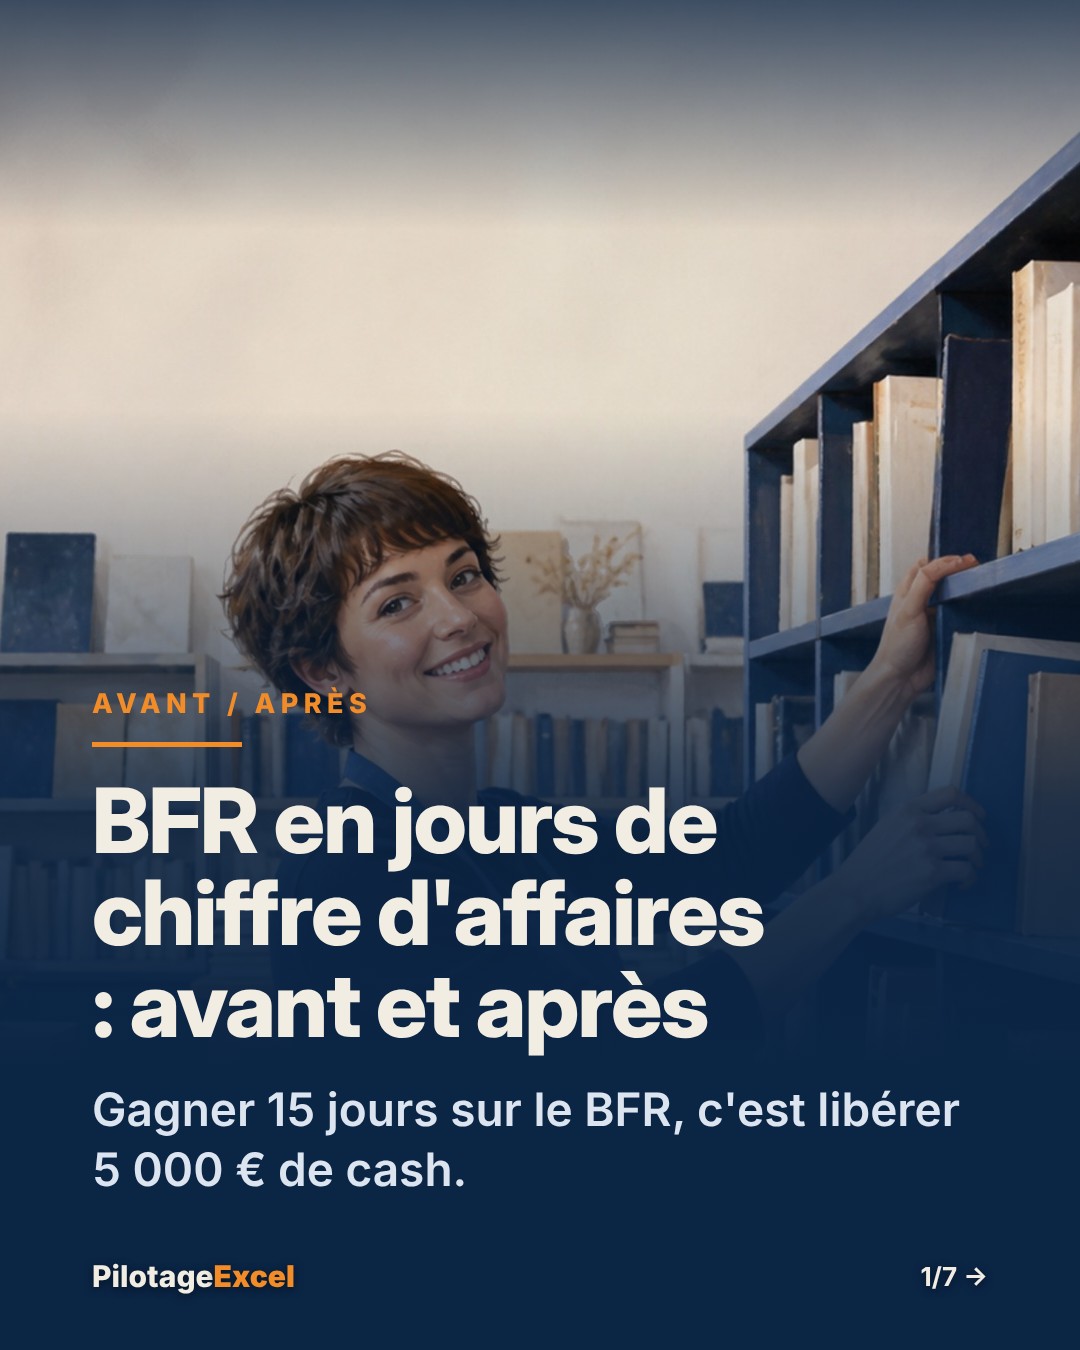 AVANT / APRÈS
BFR en jours de
chiffre d'affaires
: avant et après
Gagner 15 jours sur le BFR, c'est libérer
5 000 € de cash.
PilotageExcel
1/7 →